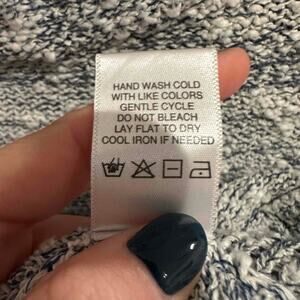 HAND WASH COLD
WITH LIKE COLORS
GENTLE CYCLE
DO NOT BLEACH
LAY FLAT TO DRY
COOL IRON IF NEEDED